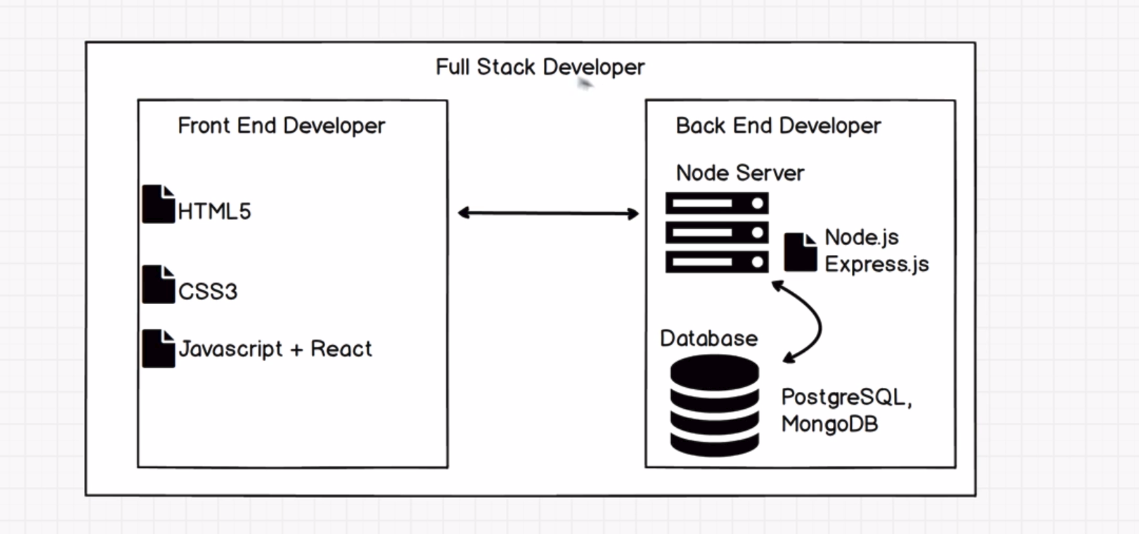 Full Stack Developer
Front End Developer
HTML5
CSS3
Javascript + React
Back End Developer
Node Server
Node.js
Express.js
Database
PostgreSQL,
MongoDB